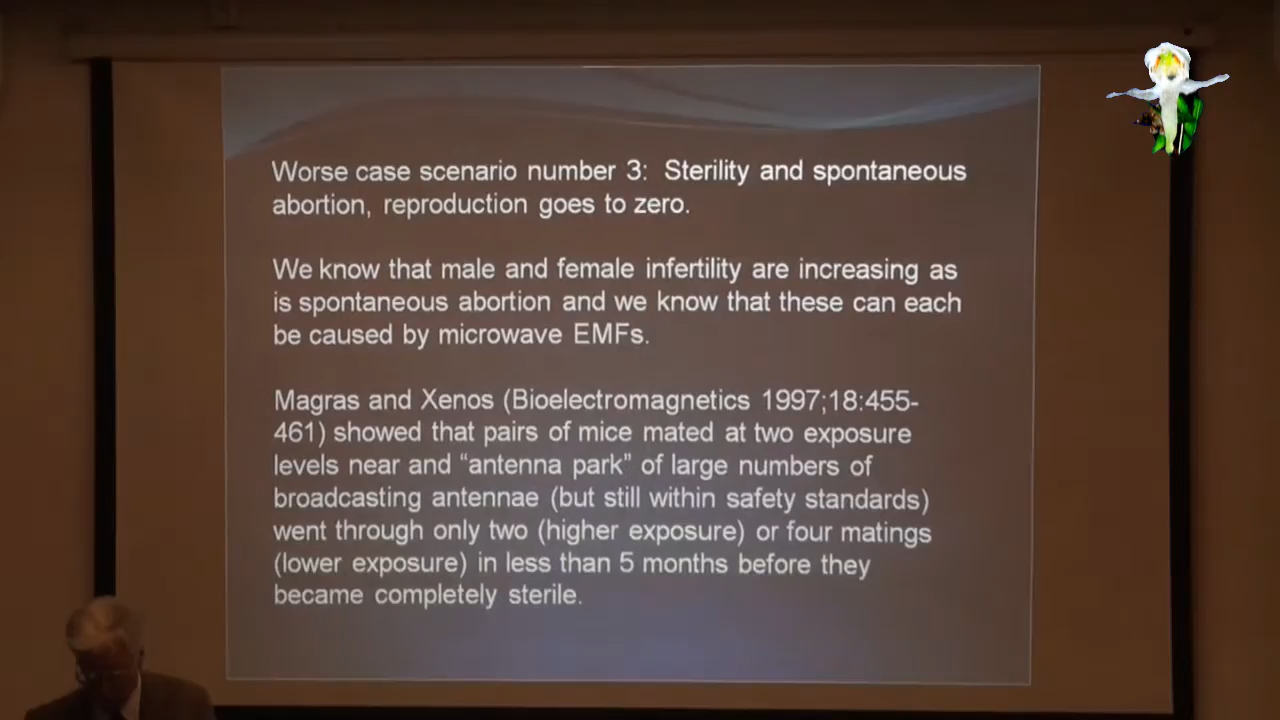 Worse case scenario number 3: Sterility and spontaneous
abortion, reproduction goes to zero.
We know that male and female infertility are increasing as
is spontaneous abortion and we know that these can each
be caused by microwave EMFs.
Magras and Xenos (Bioelectromagnetics 1997;18:455-
461) showed that pairs of mice mated at two exposure
levels near and “antenna park” of large numbers of
broadcasting antennae (but still within safety standards)
went through only two (higher exposure) or four matings
(lower exposure) in less than 5 months before they
became completely sterile.